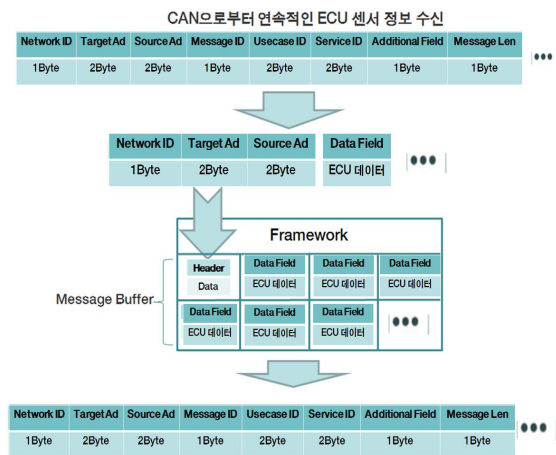 CAN으로부터 연속적인 ECU 센서 정보 수신
Network ID Target Ad Source Ad Message ID Usecase ID Service ID Additional Field Message Len
1Byte 2Byte 2Byte 1Byte 2Byte 2Byte 1Byte 1Byte
Network ID Target Ad Source Ad Data Field
1Byte 2Byte 2Byte ECU 데이터
Framework
Header Data Field Data Field Data Field
Data ECU 데이터 ECU 데이터 ECU 데이터
Message Buffer
Data Field Data Field Data Field
ECU 데이터 ECU 데이터 ECU 데이터
Network ID Target Ad Source Ad Message ID Usecase ID Service ID Additional Field Message Len
1Byte 2Byte 2Byte 1Byte 2Byte 2Byte 1Byte 1Byte